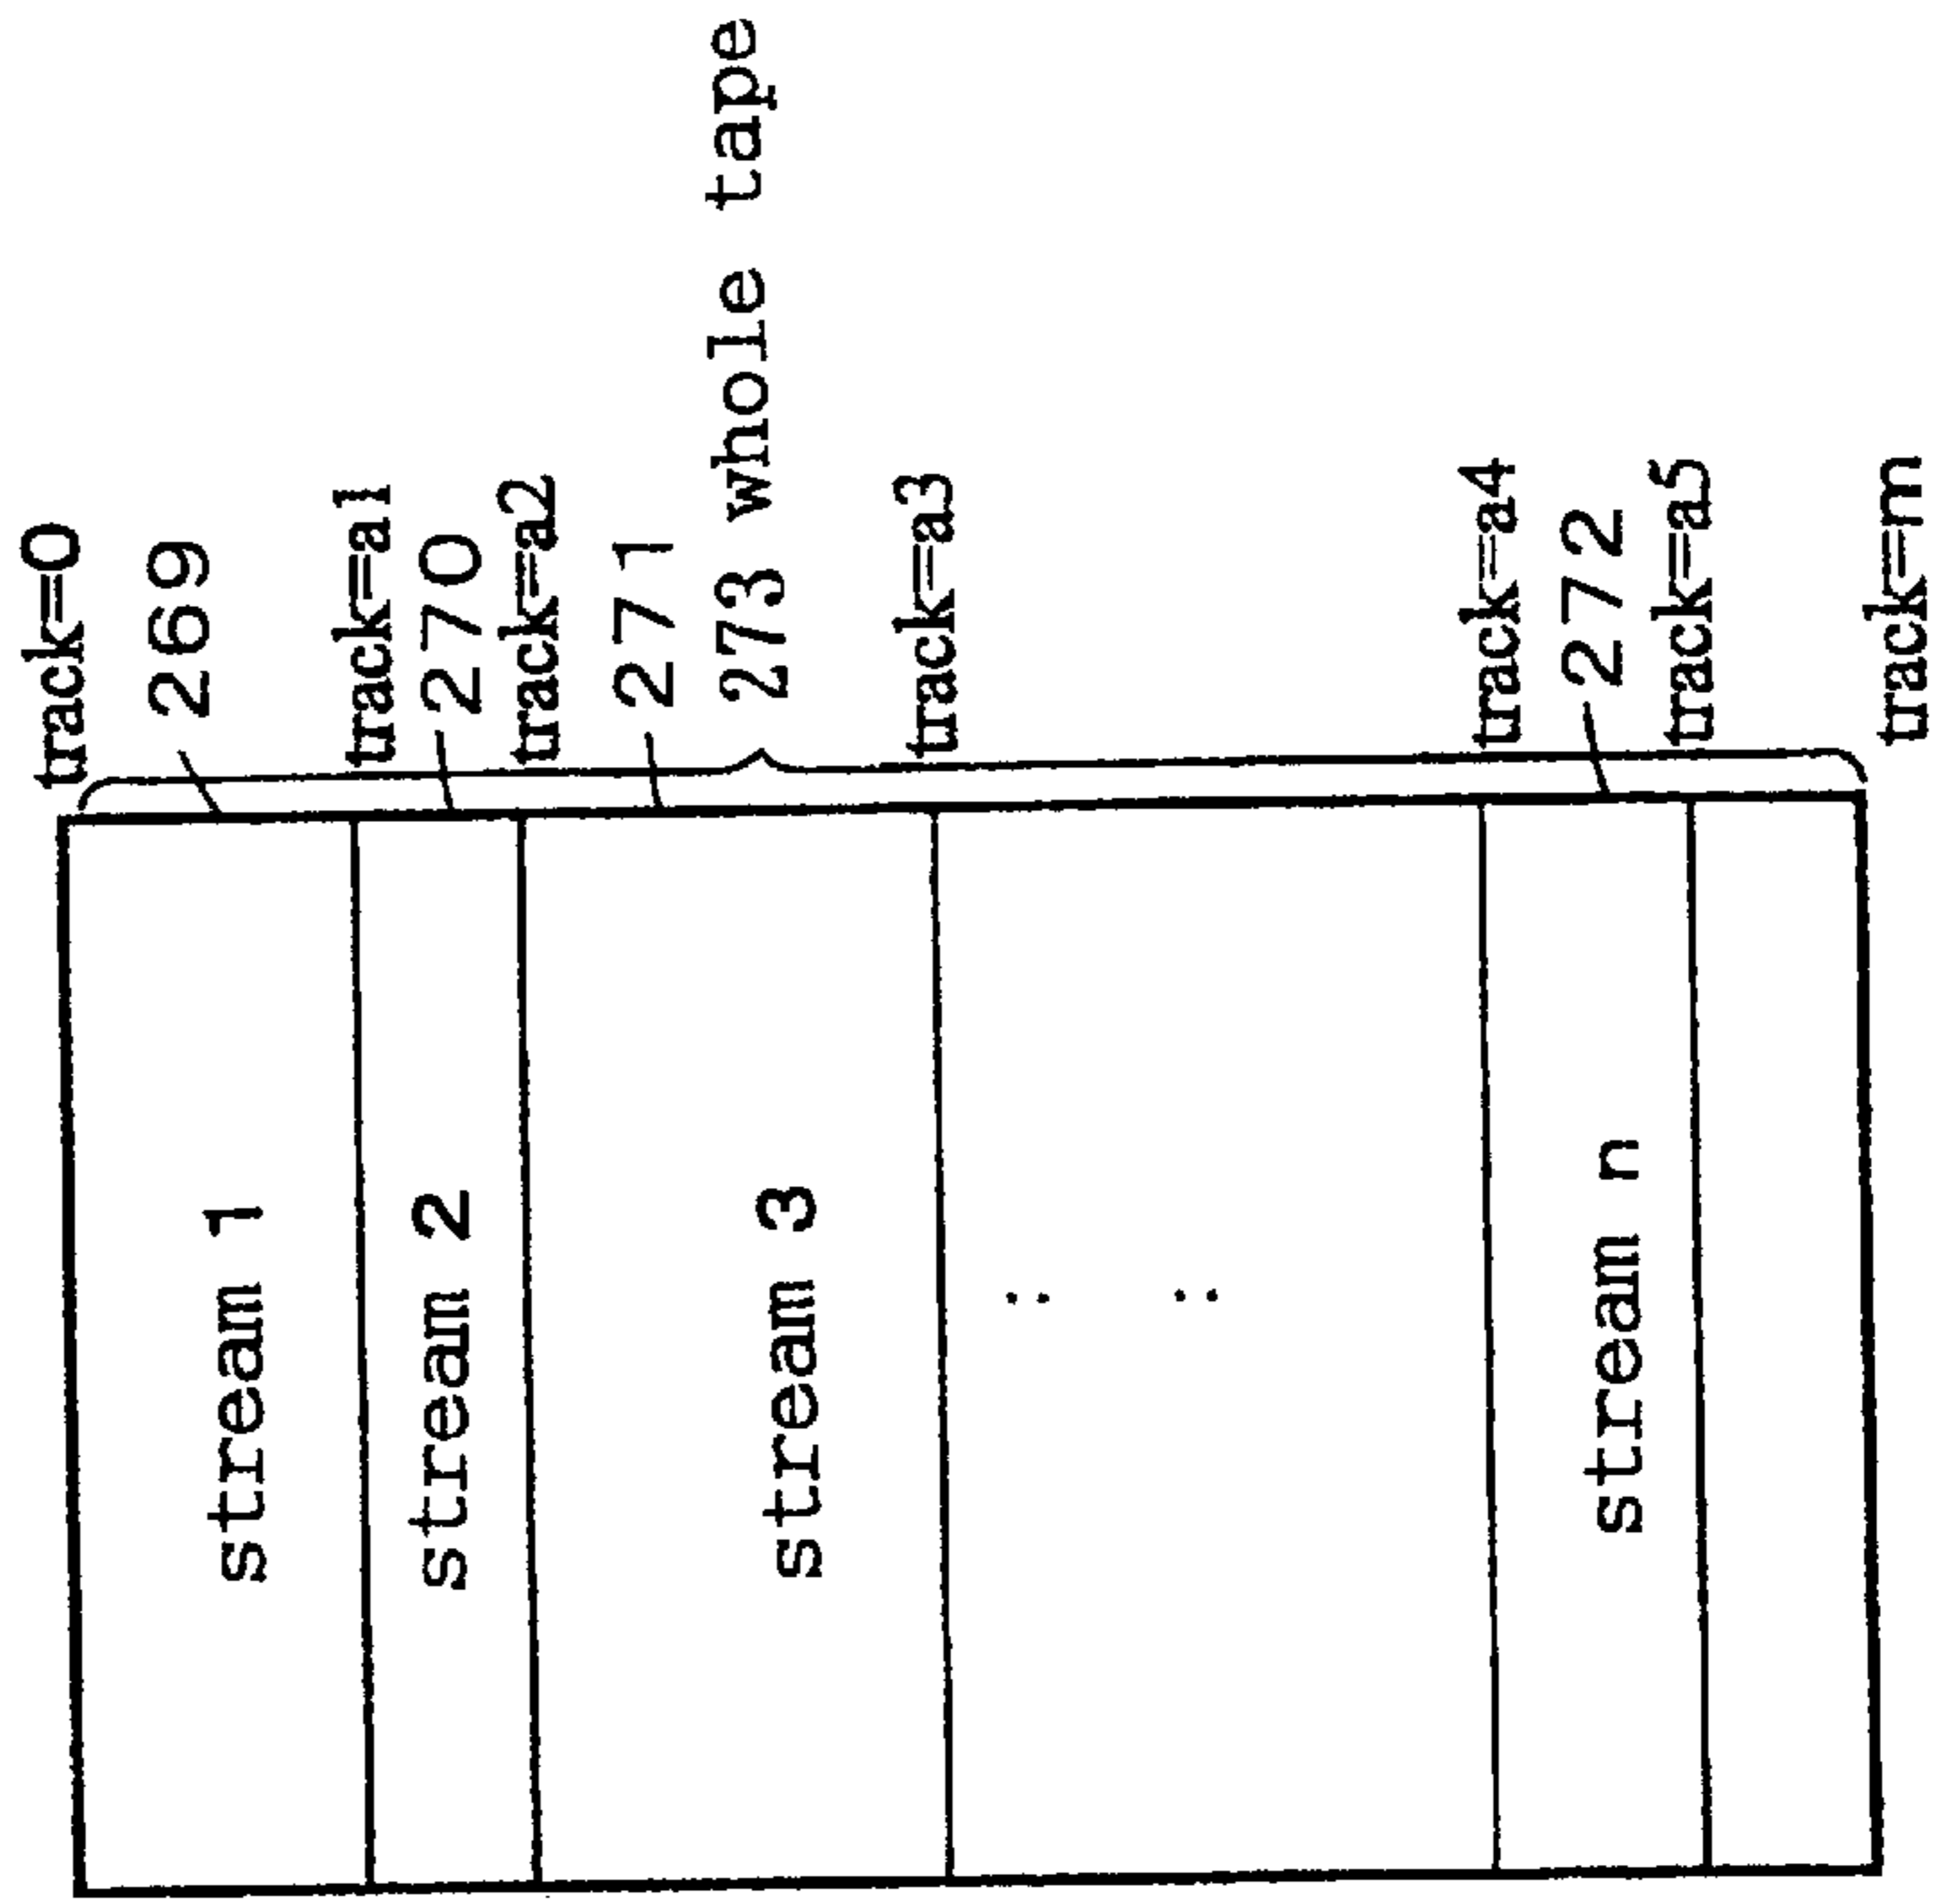 track=0
269
stream 1
track=a1
270
stream 2
track=a2
271
273 whole tape
stream 3
track=a3
: :
track=a4
272
stream n
track=a5
track=m